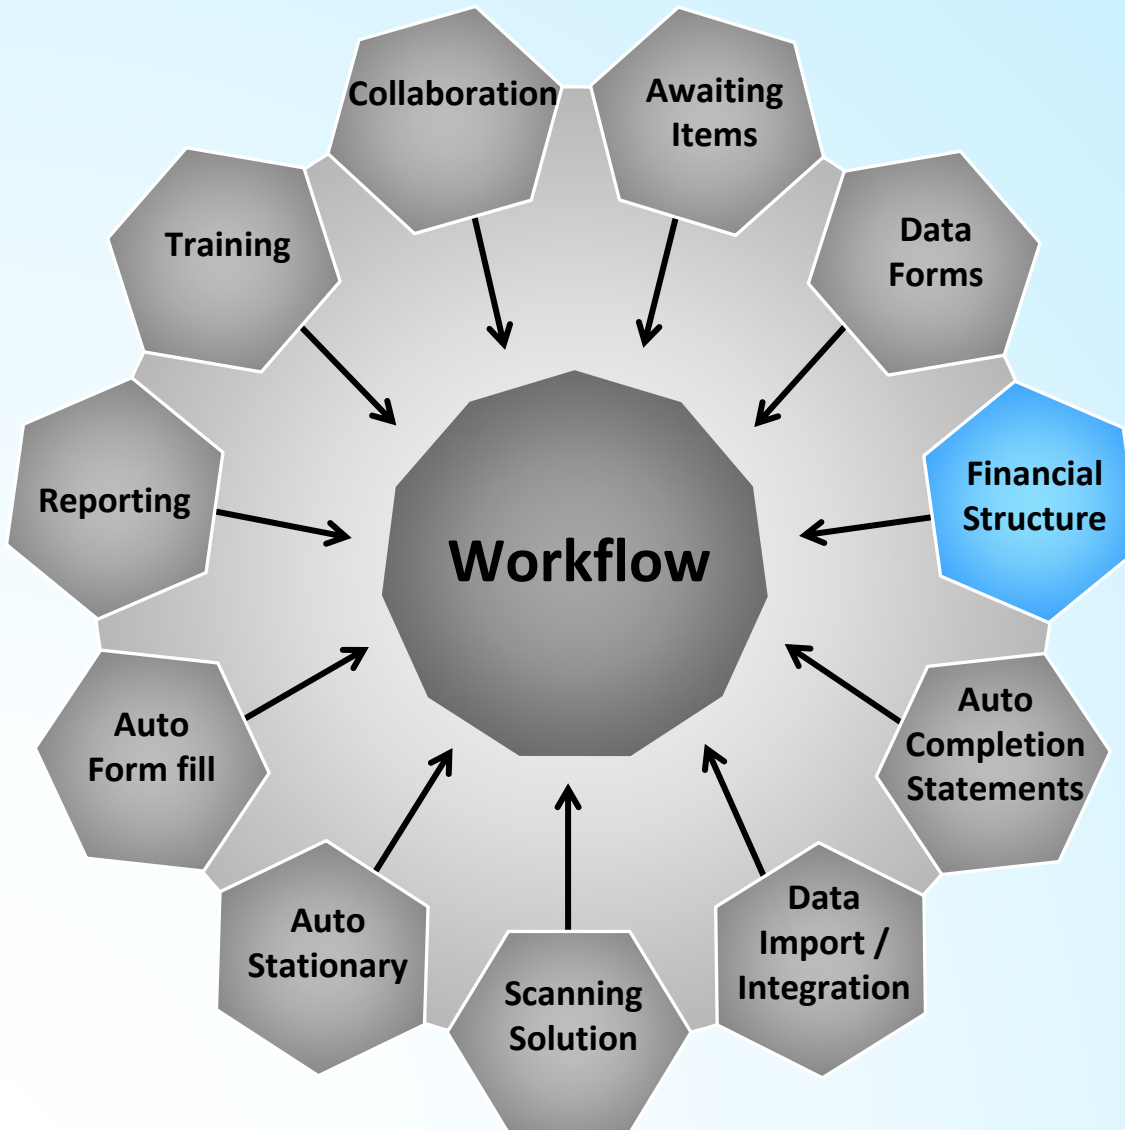 Collaboration
Awaiting
Items
Training
Data
Forms
Reporting
Financial
Structure
Workflow
Auto
Form fill
Auto
Completion
Statements
Auto
Stationary
Data
Import /
Integration
Scanning
Solution